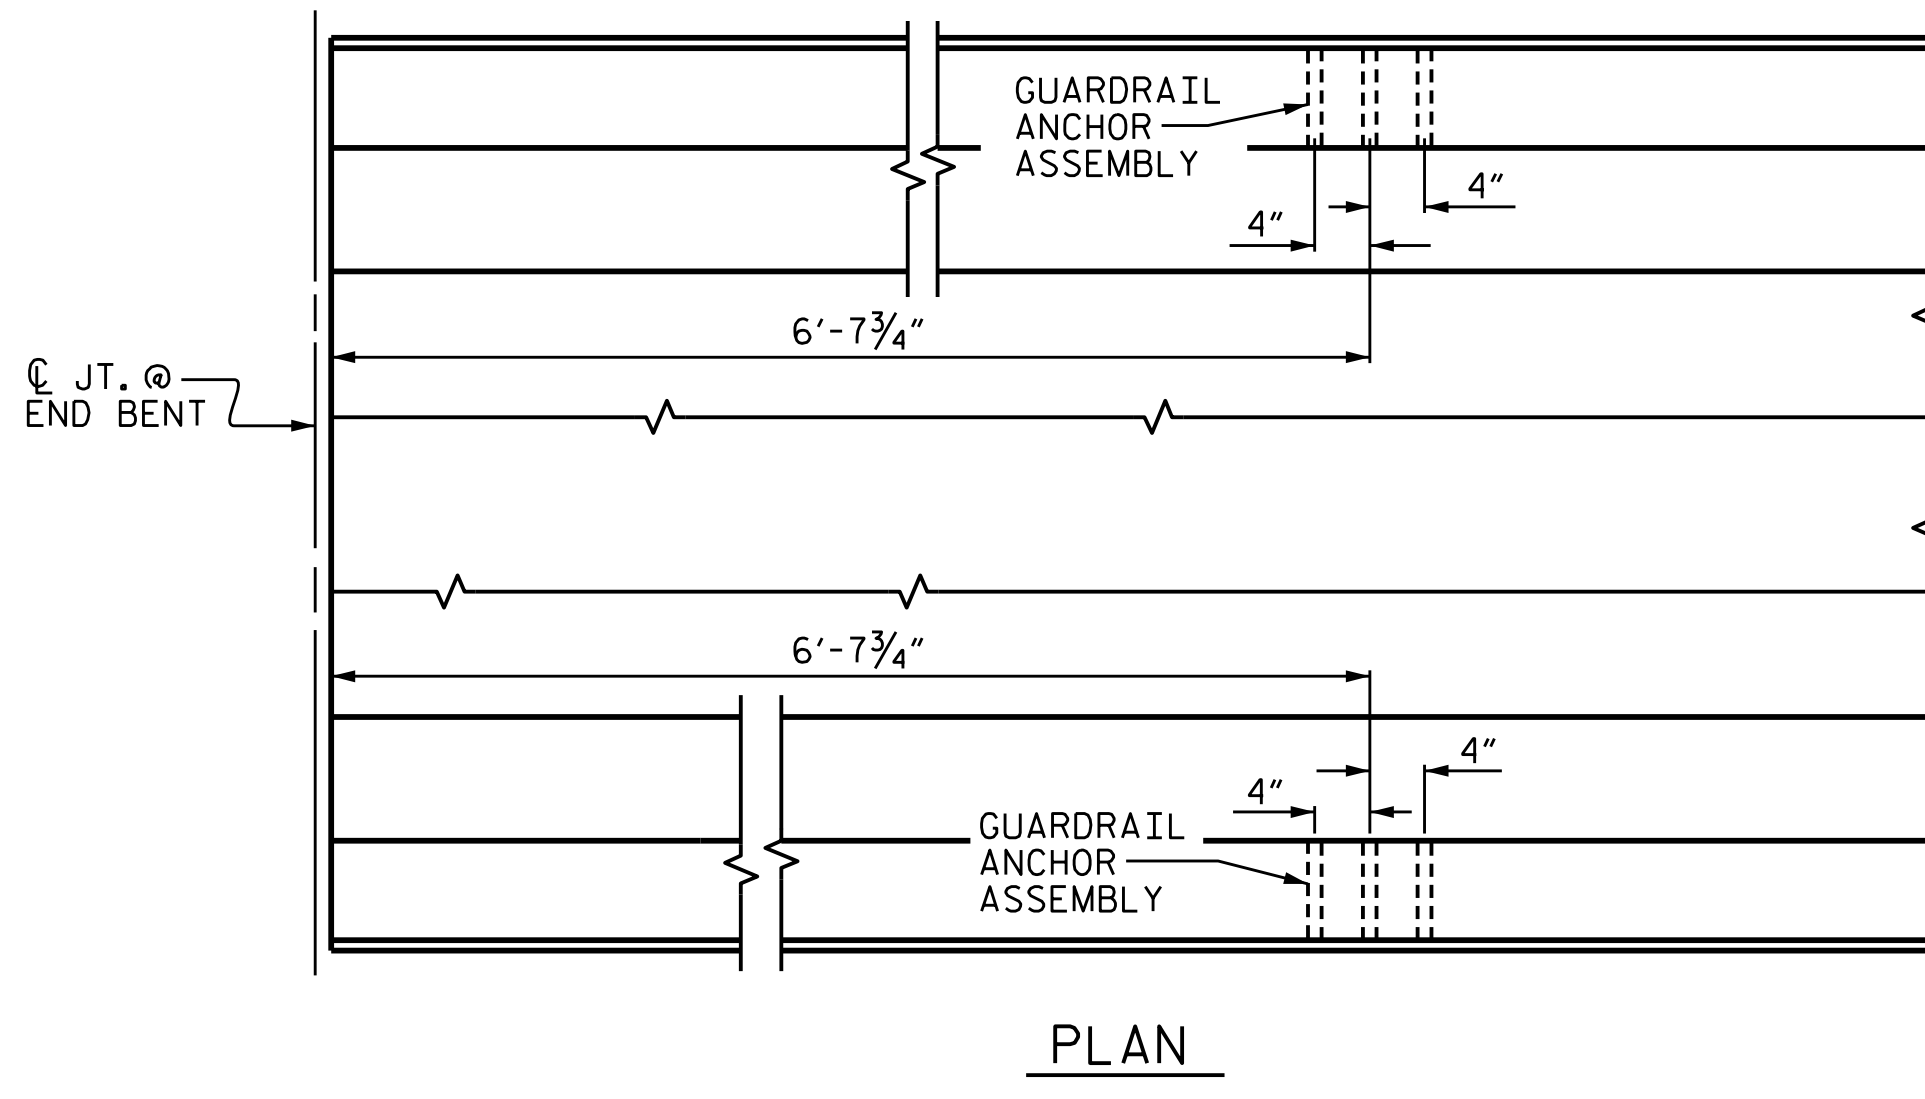 GUARDRAIL
ANCHOR
ASSEMBLY
4"
4"
6'-7¾"
℄ JT. @
END BENT
6'-7¾"
4"
4"
GUARDRAIL
ANCHOR
ASSEMBLY
PLAN